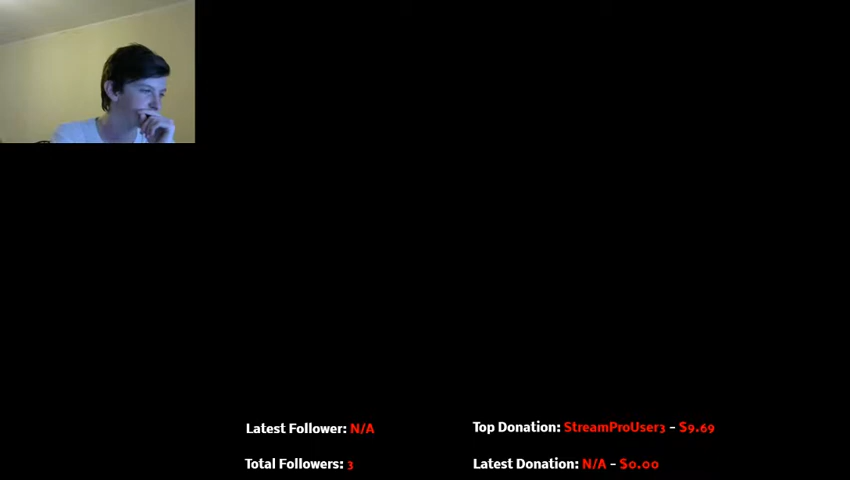 Latest Follower: N/A
Top Donation: StreamProUser3 - $9.69
Total Followers: 3
Latest Donation: N/A - $0.00